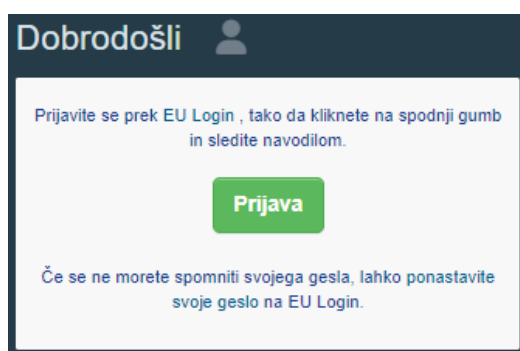 Dobrodošli
Prijavite se prek EU Login , tako da kliknete na spodnji gumb
in sledite navodilom.
Prijava
Če se ne morete spomniti svojega gesla, lahko ponastavite
svoje geslo na EU Login.